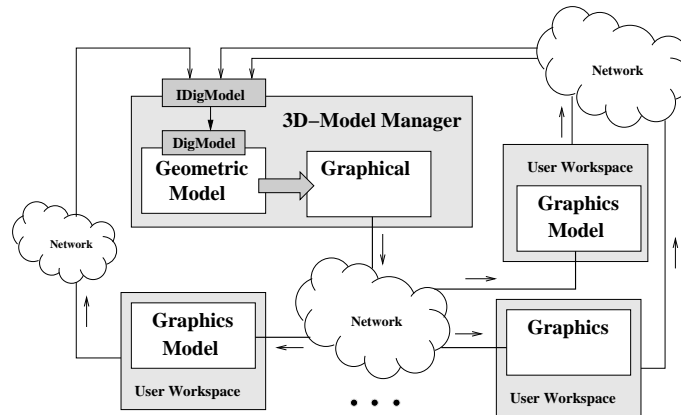 Network
IDigModel
3D−Model Manager
DigModel
Geometric
Model
Graphical
User Workspace
Graphics
Model
Network
Network
Graphics
Model
User Workspace
Graphics
User Workspace